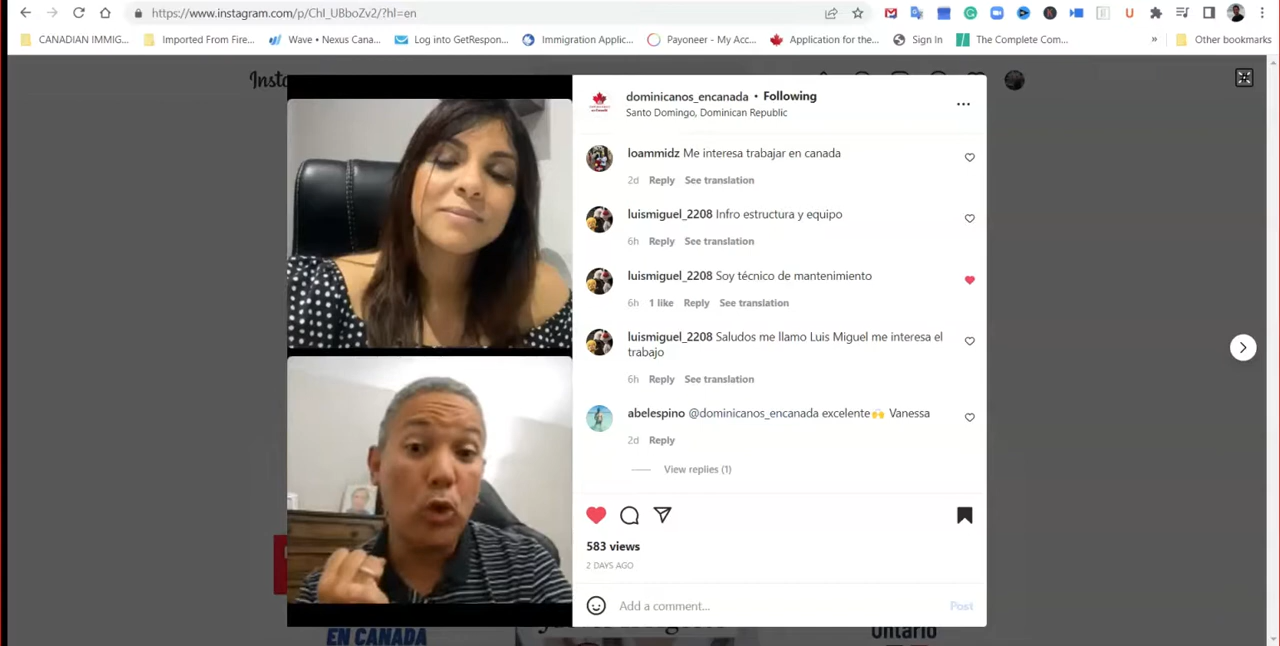 https://www.instagram.com/p/ChI_UBboZv2/?hl=en
CANADIAN IMMIG...
Imported From Fire...
Wave • Nexus Cana...
Log into GetRespon...
Immigration Applic...
Payoneer - My Acc...
Application for the...
Sign In
The Complete Com...
»
Other bookmarks
dominicanos_encanada • Following
Santo Domingo, Dominican Republic
loammidz Me interesa trabajar en canada
2d Reply See translation
luismiguel_2208 Infro estructura y equipo
6h Reply See translation
luismiguel_2208 Soy técnico de mantenimiento
6h 1 like Reply See translation
luismiguel_2208 Saludos me llamo Luis Miguel me interesa el
trabajo
6h Reply See translation
abelespino @dominicanos_encanada excelente🙌 Vanessa
2d Reply
View replies (1)
583 views
2 DAYS AGO
Add a comment...
Post
EN CANADA
Ontario